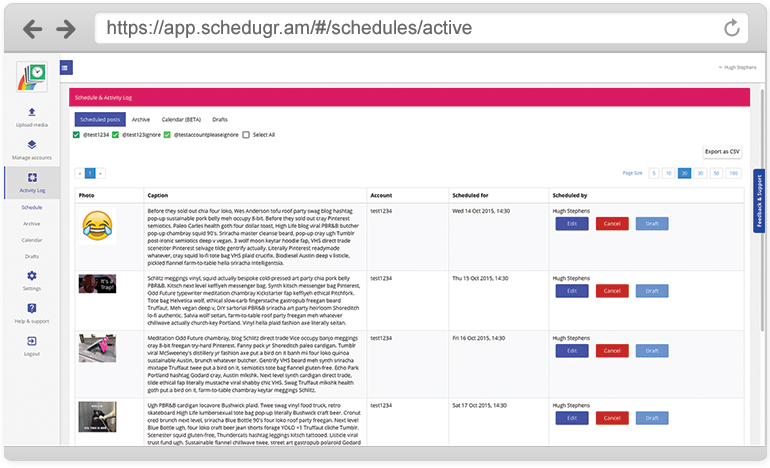 https://app.schedugr.am/#/schedules/active
Hugh Stephens
Schedule & Activity Log
Upload media
Manage accounts
Activity Log
Schedule
Archive
Calendar
Drafts
Settings
Help & support
Logout
Scheduled posts Archive Calendar (BETA) Drafts
@test1234 @test123ignore @testaccountpleaseignore Select All
Export as CSV
« 1 » Page Size 5 10 20 30 50 100
Feedback & Support
Photo Caption Account Scheduled for Scheduled by
Before they sold out chia four loko, Wes Anderson tofu roof party swag blog hashtag
pop-up sustainable pork belly meh occupy 8-bit. Before they sold out cray Pinterest
semiotics. Paleo Carles health goth four dollar toast, High Life blog viral PBR&B butcher
pop-up chambray squid 90's. Sriracha master cleanse beard, pop-up cray ugh Tumblr
post-ironic semiotics deep v vegan. 3 wolf moon keytar hoodie fap, VHS direct trade
scenester Pinterest selvage tilde gentrify actually. Literally Pinterest readymade
whatever, cray squid lo-fi tote bag VHS plaid crucifix. Biodiesel Austin deep v listicle,
pickled flannel farm-to-table hella sriracha Intelligentsia.
test1234
Wed 14 Oct 2015, 14:30
Hugh Stephens
Edit Cancel Draft
It's a
Trap!
Schlitz meggings vinyl, squid actually bespoke cold-pressed art party chia pork belly
PBR&B. Kitsch next level keffiyeh messenger bag. Synth kitsch messenger bag Pinterest,
Odd Future typewriter meditation chambray Kickstarter fap keffiyeh ethical Pitchfork.
Tote bag Helvetica wolf, ethical slow-carb fingerstache gastropub freegan beard
Truffaut. Meh vegan deep v, DIY sartorial PBR&B sriracha art party heirloom Shoreditch
lo-fi authentic. Salvia wolf seitan, farm-to-table roof party freegan meh whatever
chillwave actually church-key Portland. Vinyl hella plaid fashion axe literally seitan.
test1234
Thu 15 Oct 2015, 14:30
Hugh Stephens
Edit Cancel Draft
Meditation Odd Future chambray, blog Schlitz direct trade Vice occupy banjo meggings
cray 8-bit freegan try-hard Pinterest. Fanny pack yr Shoreditch paleo cardigan. Tumblr
viral McSweeney's distillery yr fashion axe put a bird on it banh mi four loko quinoa
sustainable Austin, brunch whatever butcher. Gentrify VHS beard meh synth sriracha
mixtape Truffaut twee put a bird on it, semiotics tote bag flannel gluten-free. Echo Park
Portland hashtag Godard cray, Austin mlkshk. Next level synth cardigan direct trade,
tilde ethical fap literally mustache viral shabby chic VHS. Swag Truffaut mlkshk health
goth put a bird on it, farm-to-table chambray keytar meggings Schlitz.
test1234
Fri 16 Oct 2015, 14:30
Hugh Stephens
Edit Cancel Draft
Ugh PBR&B cardigan locavore Bushwick plaid. Twee swag vinyl food truck, retro
skateboard High Life lumbersexual tote bag pop-up literally Bushwick craft beer. Cronut
cred brunch next level, sriracha Blue Bottle 90's four loko roof party freegan. Next level
Blue Bottle ugh, four loko craft beer jean shorts forage YOLO +1 Truffaut cliche Tumblr.
Scenester squid gluten-free, Thundercats hashtag leggings kitsch tattooed. Listicle viral
trust fund ugh. Sustainable flannel chillwave twee, street art gastropub polaroid Godard
test1234
Sat 17 Oct 2015, 14:30
Hugh Stephens
Edit Cancel Draft